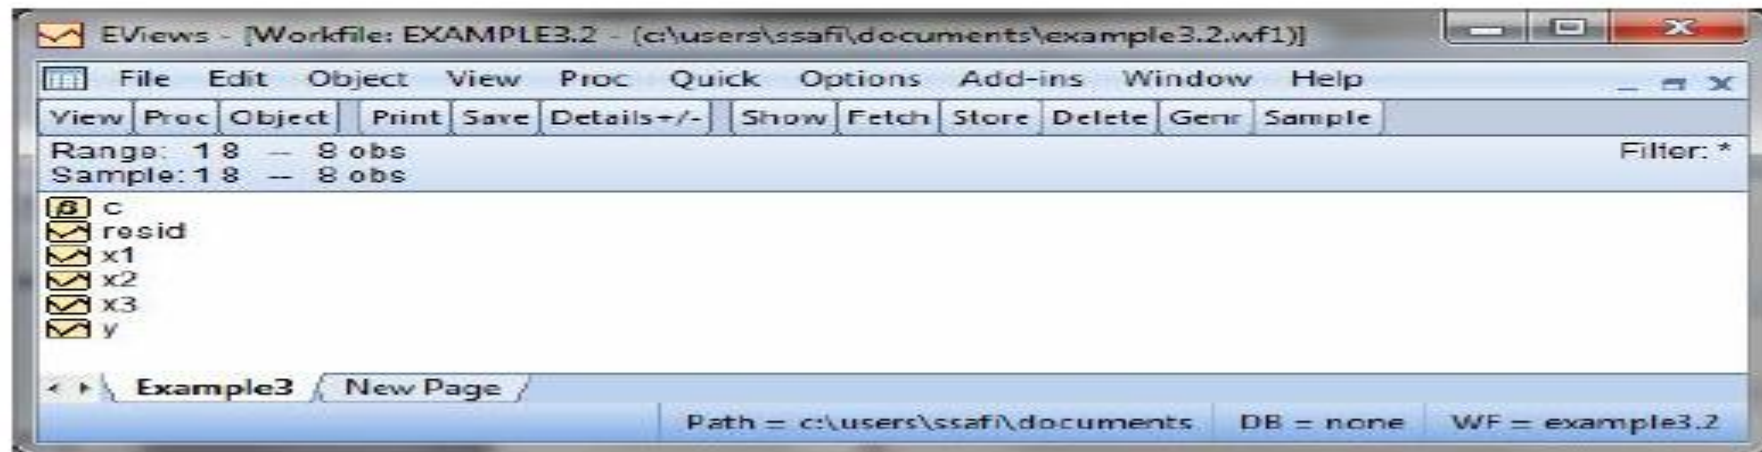 EViews - [Workfile: EXAMPLE3.2 - (c:\users\ssafi\documents\example3.2.wf1)]
File Edit Object View Proc Quick Options Add-ins Window Help
View Proc Object Print Save Details+/- Show Fetch Store Delete Genr Sample
Range: 1 8 -- 8 obs Filter: *
Sample: 1 8 -- 8 obs
β c
resid
x1
x2
x3
y
Example3 New Page
Path = c:\users\ssafi\documents DB = none WF = example3.2